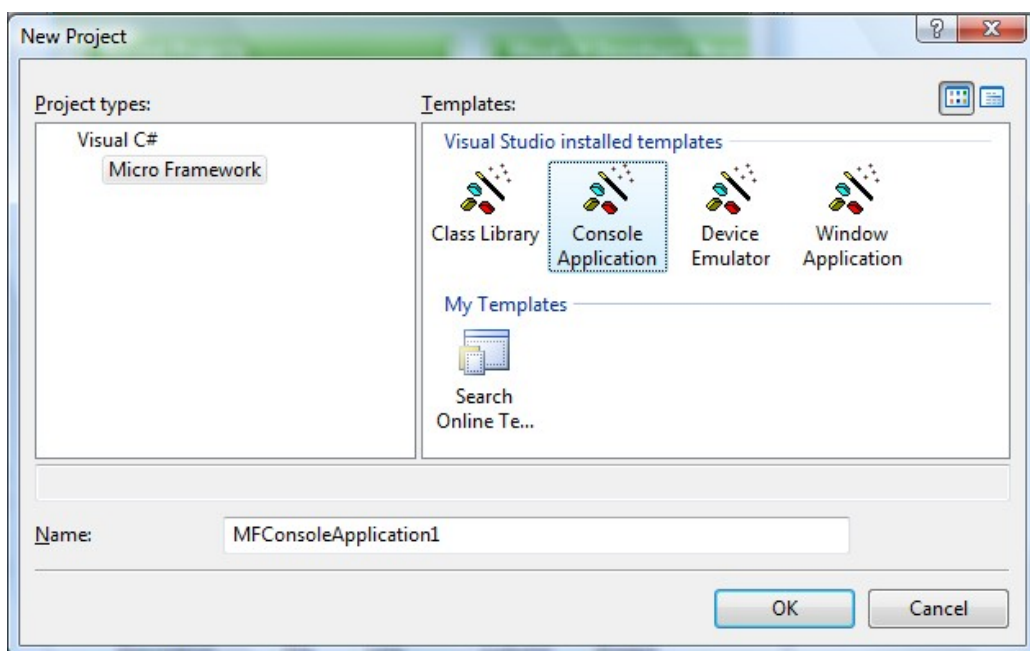 New Project
Project types:
Templates:
Visual C#
Micro Framework
Visual Studio installed templates
Class Library
Console
Application
Device
Emulator
Window
Application
My Templates
Search
Online Te...
Name:
MFConsoleApplication1
OK
Cancel